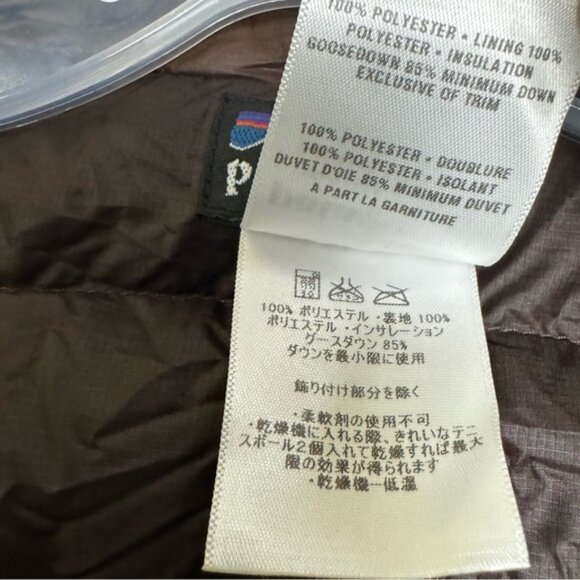 100% POLYESTER • LINING 100%
POLYESTER • INSULATION
GOOSEDOWN 85% MINIMUM DOWN
EXCLUSIVE OF TRIM
100% POLYESTER • DOUBLURE
100% POLYESTER • ISOLANT
DUVET D'OIE 85% MINIMUM DUVET
A PART LA GARNITURE
p
100% ポリエステル・裏地 100%
ポリエステル・インサレーション
グースダウン 85%
ダウンを最小限に使用
飾り付け部分を除く
・柔軟剤の使用不可
・乾燥機に入れる際、きれいなテニ
スボール2個入れて乾燥すれば最大
限の効果が得られます
・乾燥機ー低温